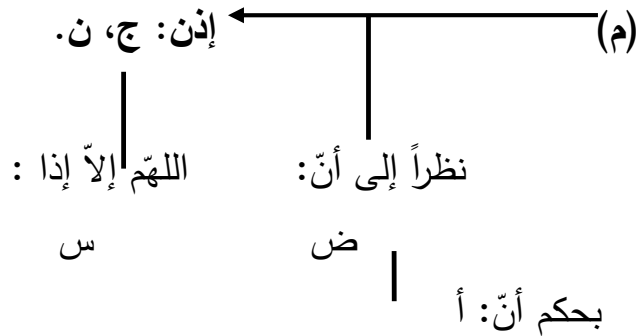 (م) إذن: ج، ن.
نظراً إلى أنّ: اللهّم إلاّ إذا :
ض س
بحكم أنّ: أ